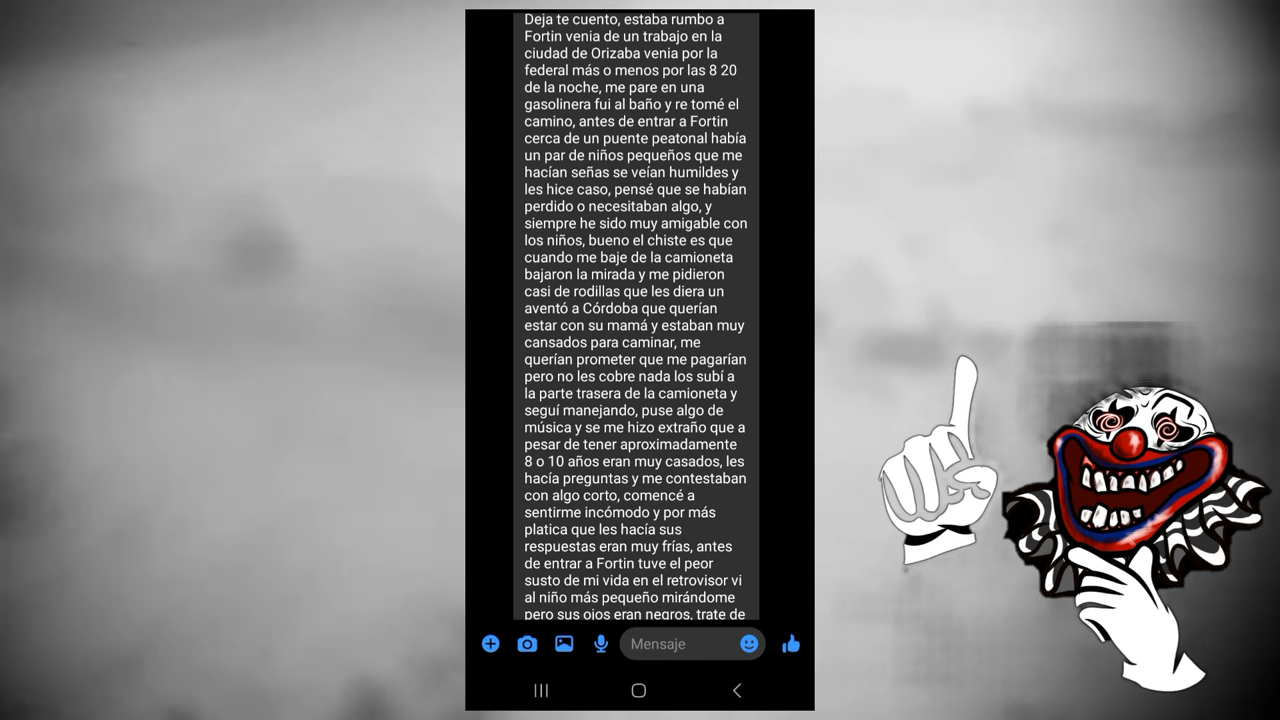 Deja te cuento, estaba rumbo a
Fortin venia de un trabajo en la
ciudad de Orizaba venia por la
federal más o menos por las 8 20
de la noche, me pare en una
gasolinera fui al baño y re tomé el
camino, antes de entrar a Fortin
cerca de un puente peatonal había
un par de niños pequeños que me
hacían señas se veían humildes y
les hice caso, pensé que se habían
perdido o necesitaban algo, y
siempre he sido muy amigable con
los niños, bueno el chiste es que
cuando me baje de la camioneta
bajaron la mirada y me pidieron
casi de rodillas que les diera un
aventó a Córdoba que querían
estar con su mamá y estaban muy
cansados para caminar, me
querían prometer que me pagarían
pero no les cobre nada los subí a
la parte trasera de la camioneta y
seguí manejando, puse algo de
música y se me hizo extraño que a
pesar de tener aproximadamente
8 o 10 años eran muy casados, les
hacía preguntas y me contestaban
con algo corto, comencé a
sentirme incómodo y por más
platica que les hacía sus
respuestas eran muy frías, antes
de entrar a Fortin tuve el peor
susto de mi vida en el retrovisor vi
al niño más pequeño mirándome
pero sus ojos eran negros, trate de
Mensaje